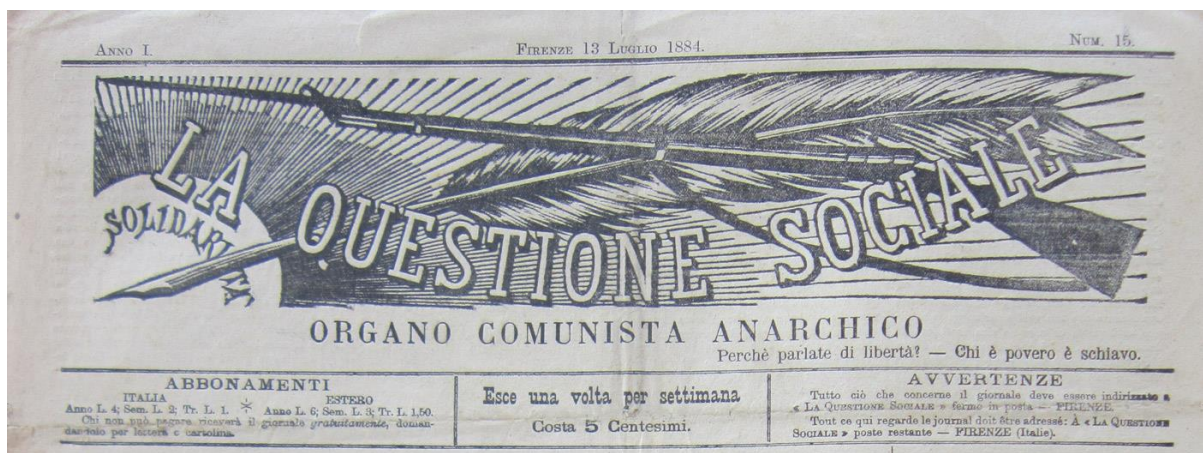 ANNO I.
FIRENZE 13 LUGLIO 1884.
NUM. 15.
LA QUESTIONE SOCIALE
SOLIDARI
ORGANO COMUNISTA ANARCHICO
Perchè parlate di libertà? — Chi è povero è schiavo.
ABBONAMENTI
ITALIA
Anno L. 4; Sem. L. 2; Tr. L. 1.
ESTERO
Anno L. 6; Sem. L. 3; Tr. L. 1,50.
Chi non può pagare riceverà il giornale gratuitamente, doman-
dandolo per lettera o cartolina.
Esce una volta per settimana
Costa 5 Centesimi.
AVVERTENZE
Tutto ciò che concerne il giornale deve essere indirizzato a
« LA QUESTIONE SOCIALE » fermo in posta — FIRENZE.
Tout ce qui regarde le journal doit être adressé: À « LA QUESTIONE
SOCIALE » poste restante — FIRENZE (Italie).